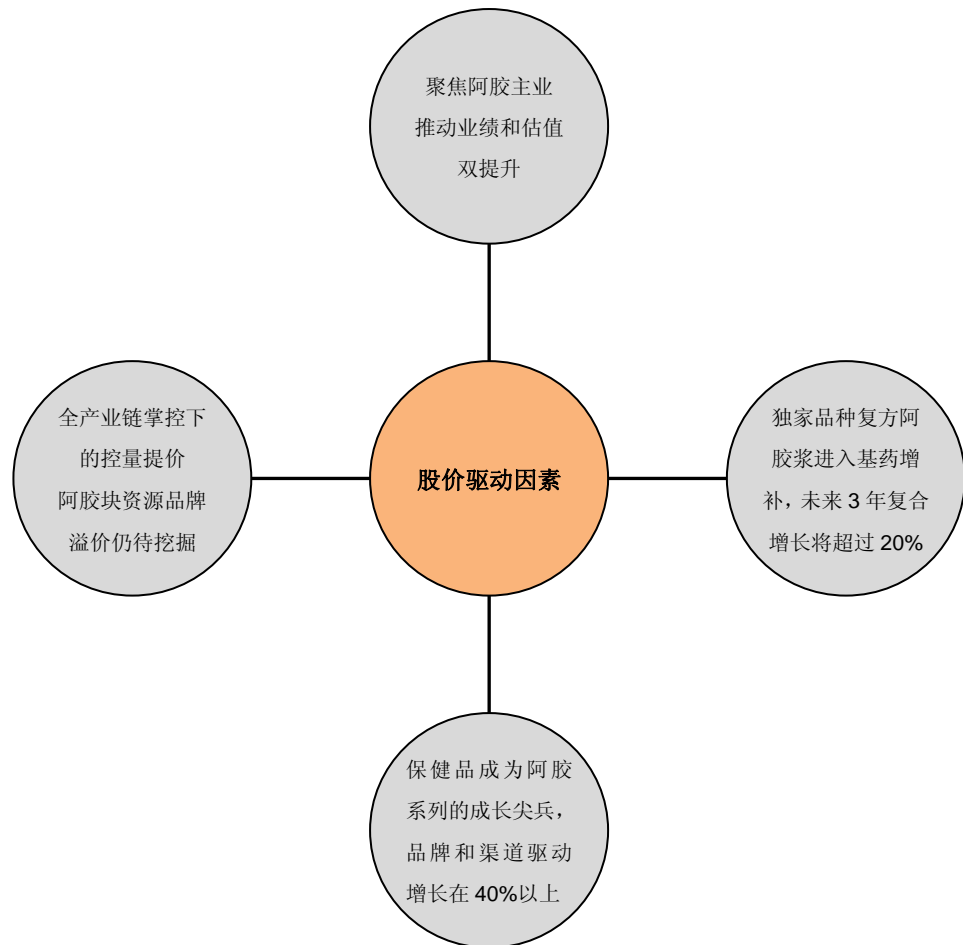 聚焦阿胶主业
推动业绩和估值
双提升
全产业链掌控下
的控量提价
阿胶块资源品牌
溢价仍待挖掘
股价驱动因素
独家品种复方阿
胶浆进入基药增
补，未来 3 年复合
增长将超过 20%
保健品成为阿胶
系列的成长尖兵，
品牌和渠道驱动
增长在 40%以上